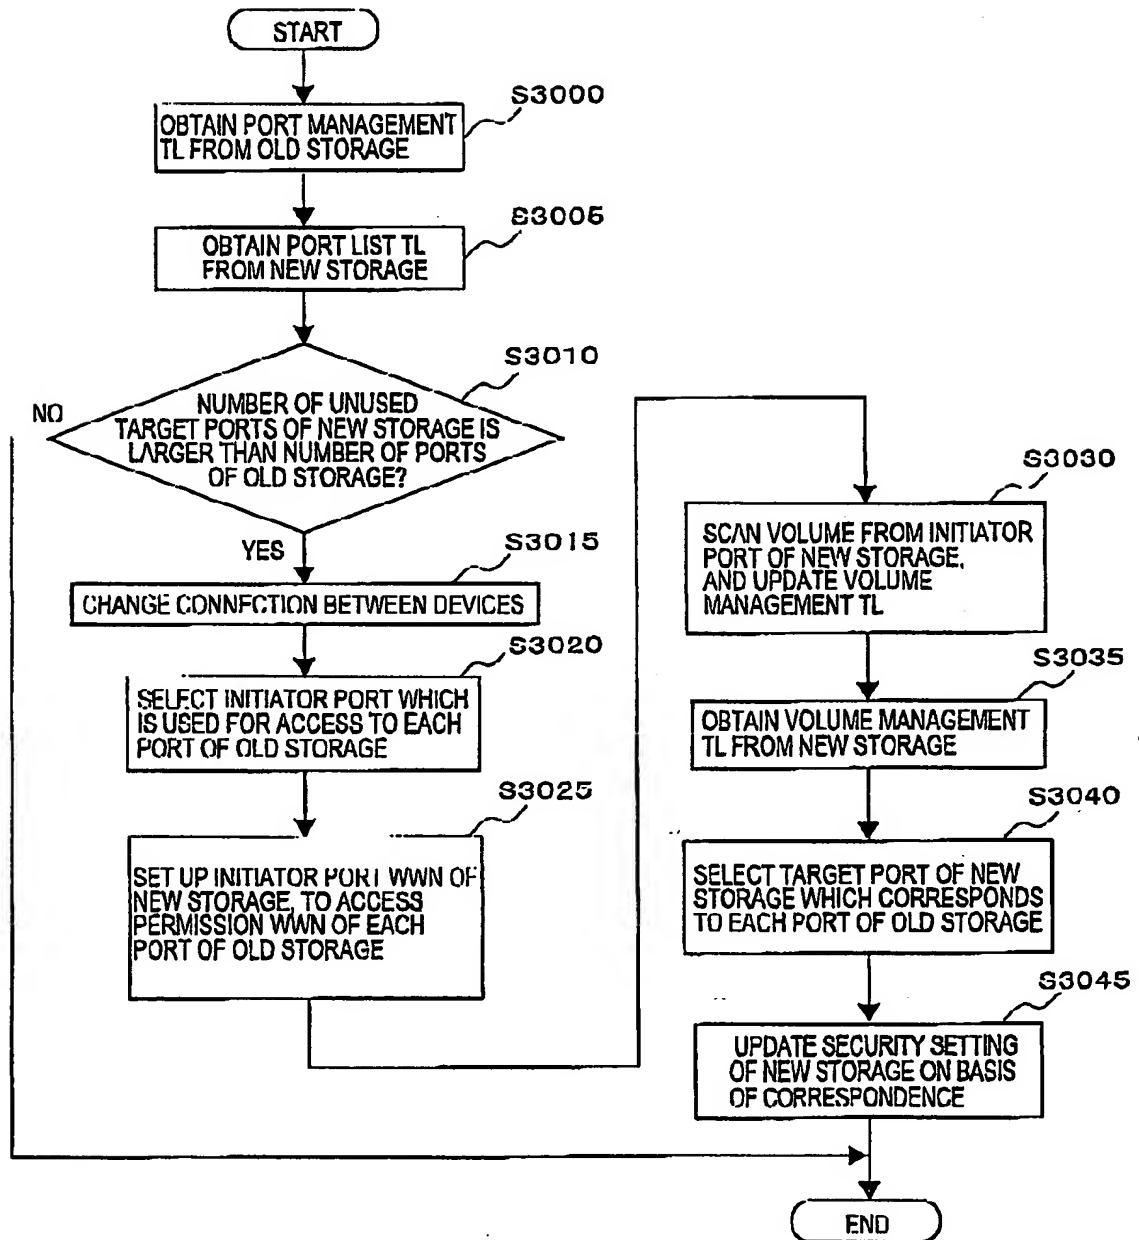 START
S3000
OBTAIN PORT MANAGEMENT
TL FROM OLD STORAGE
S3005
OBTAIN PORT LIST TL
FROM NEW STORAGE
S3010
NUMBER OF UNUSED
TARGET PORTS OF NEW STORAGE IS
LARGER THAN NUMBER OF PORTS
OF OLD STORAGE?
NO
YES
S3015
CHANGE CONNECTION BETWEEN DEVICES
S3020
SELECT INITIATOR PORT WHICH
IS USED FOR ACCESS TO EACH
PORT OF OLD STORAGE
S3025
SET UP INITIATOR PORT WWN OF
NEW STORAGE, TO ACCESS
PERMISSION WWN OF EACH
PORT OF OLD STORAGE
S3030
SCAN VOLUME FROM INITIATOR
PORT OF NEW STORAGE,
AND UPDATE VOLUME
MANAGEMENT TL
S3035
OBTAIN VOLUME MANAGEMENT
TL FROM NEW STORAGE
S3040
SELECT TARGET PORT OF NEW
STORAGE WHICH CORRESPONDS
TO EACH PORT OF OLD STORAGE
S3045
UPDATE SECURITY SETTING
OF NEW STORAGE ON BASIS
OF CORRESPONDENCE
END